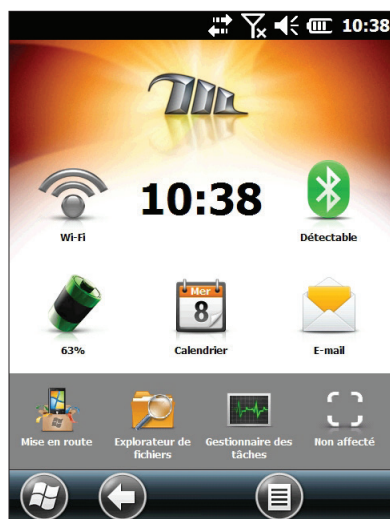 10:38
10:38
Wi-Fi
Détectable
Mer
8
63%
Calendrier
E-mail
Mise en route
Explorateur de
fichiers
Gestionnaire des
tâches
Non affecté